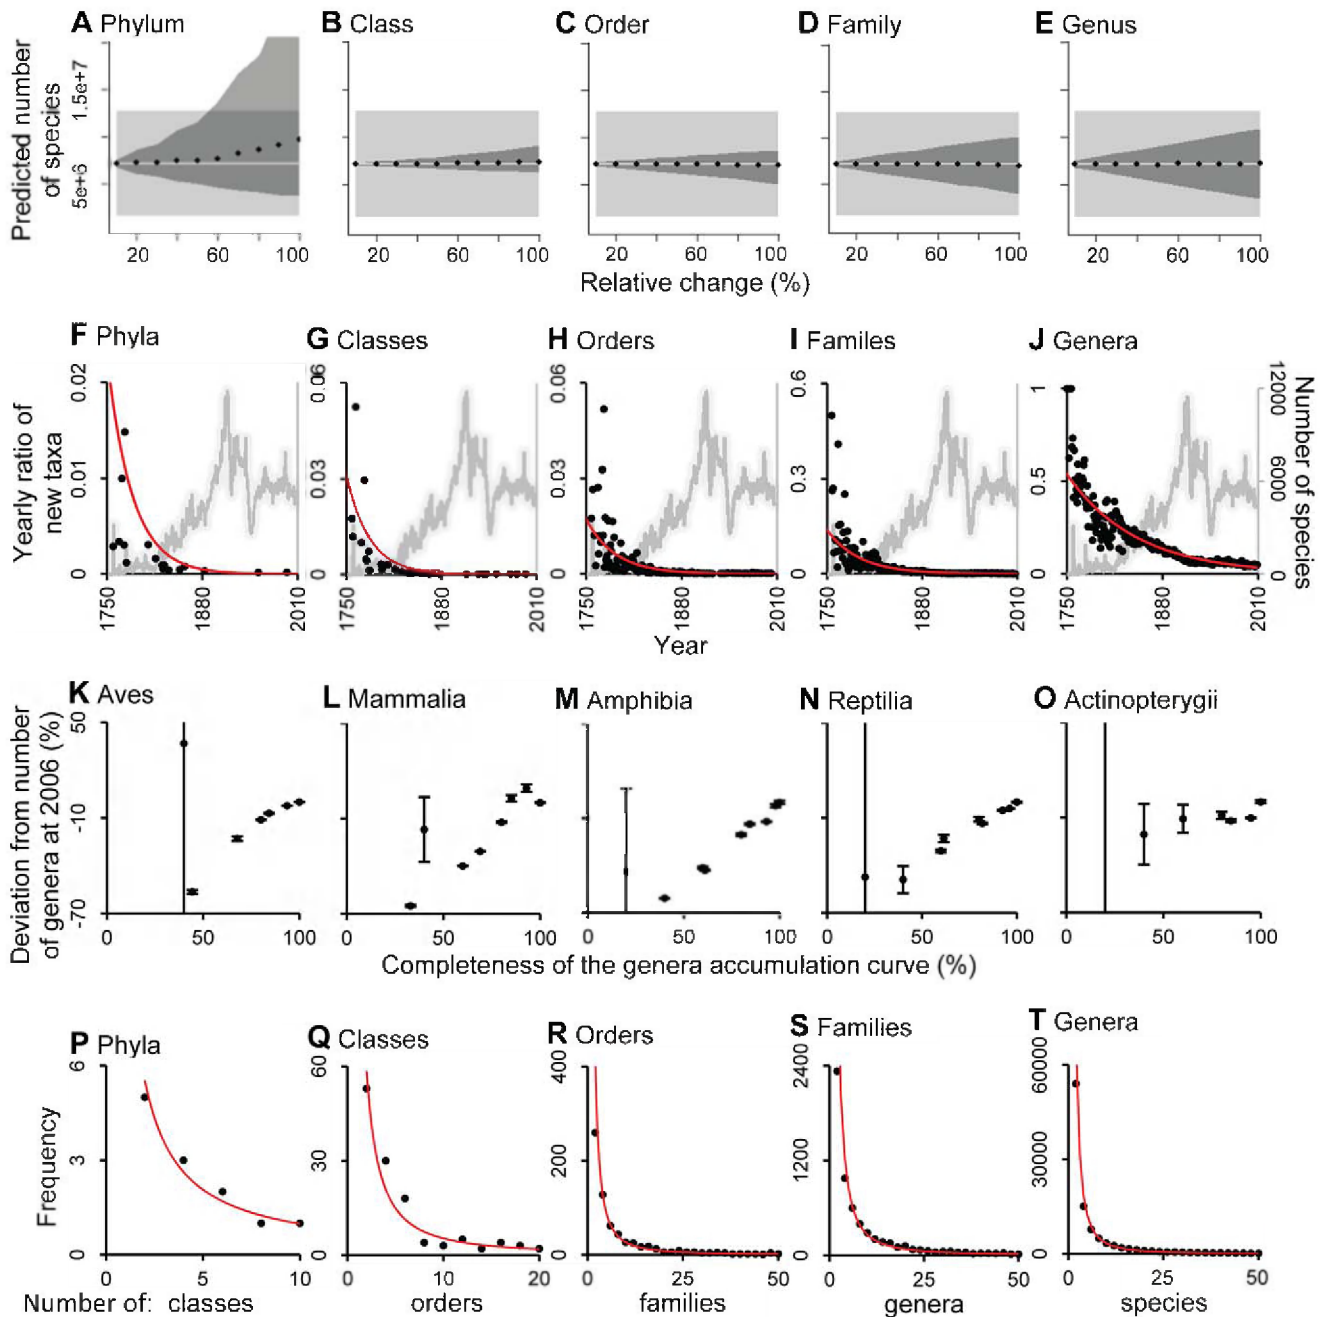 A Phylum
B Class
C Order
D Family
E Genus
Predicted number
of species
5e+6
1.5e+7
20 60 100
20 60 100
20 60 100
20 60 100
20 60 100
Relative change (%)
F Phyla
G Classes
H Orders
I Familes
J Genera
Yearly ratio of
new taxa
0 0.01 0.02
0 0.03 0.06
0 0.03 0.06
0 0.3 0.6
0 0.5 1
0 6000 12000
Number of species
1750 1880 2010
1750 1880 2010
1750 1880 2010
1750 1880 2010
1750 1880 2010
Year
K Aves
L Mammalia
M Amphibia
N Reptilia
O Actinopterygii
Deviation from number
of genera at 2006 (%)
-70 -10 50
0 50 100
0 50 100
0 50 100
0 50 100
0 50 100
Completeness of the genera accumulation curve (%)
P Phyla
Q Classes
R Orders
S Families
T Genera
Frequency
0 3 6
0 30 60
0 200 400
0 1200 2400
0 30000 60000
0 5 10
0 10 20
0 25 50
0 25 50
0 25 50
Number of: classes
orders
families
genera
species